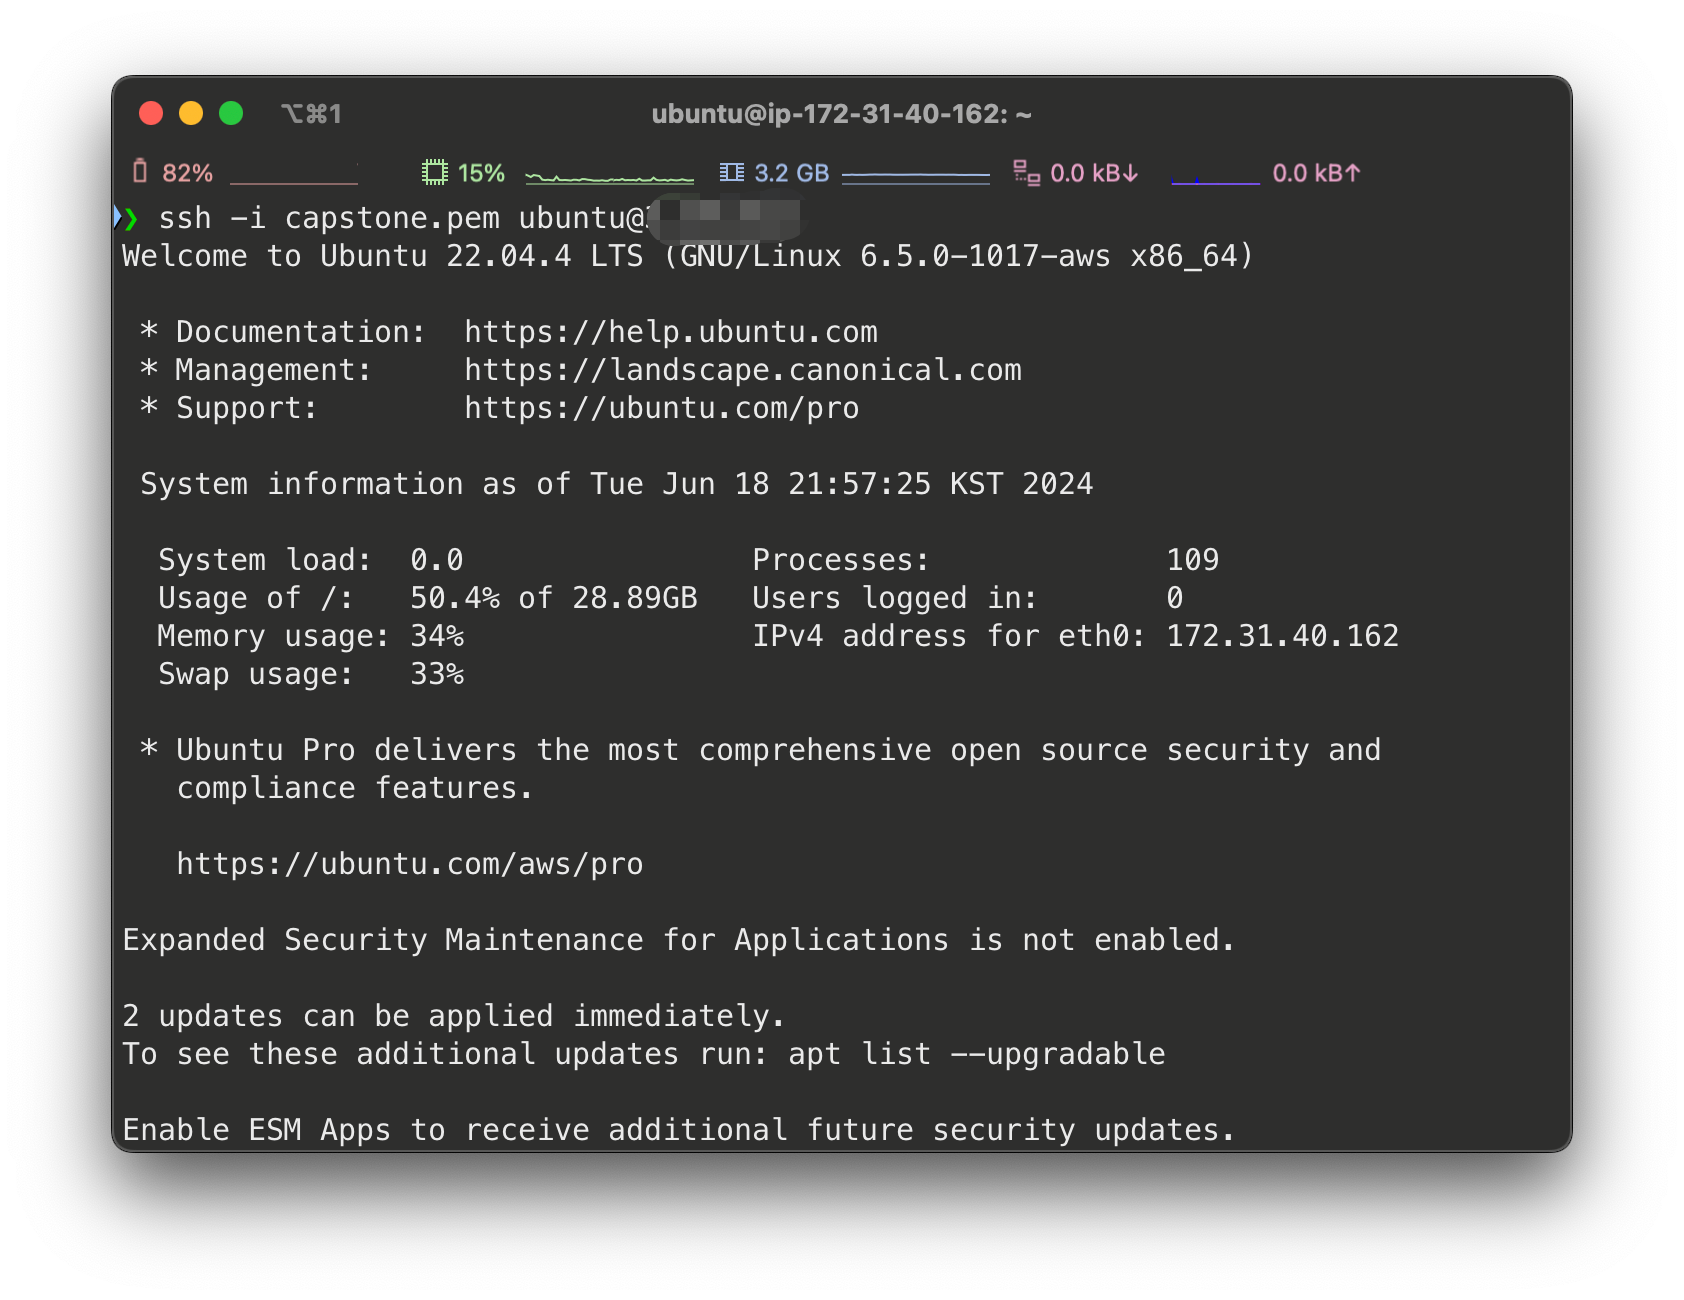 ⌥⌘1
ubuntu@ip-172-31-40-162: ~
82% 15% 3.2 GB 0.0 kB↓ 0.0 kB↑
❯ ssh -i capstone.pem ubuntu@
Welcome to Ubuntu 22.04.4 LTS (GNU/Linux 6.5.0-1017-aws x86_64)
* Documentation: https://help.ubuntu.com
* Management: https://landscape.canonical.com
* Support: https://ubuntu.com/pro
System information as of Tue Jun 18 21:57:25 KST 2024
System load: 0.0 Processes: 109
Usage of /: 50.4% of 28.89GB Users logged in: 0
Memory usage: 34% IPv4 address for eth0: 172.31.40.162
Swap usage: 33%
* Ubuntu Pro delivers the most comprehensive open source security and
compliance features.
https://ubuntu.com/aws/pro
Expanded Security Maintenance for Applications is not enabled.
2 updates can be applied immediately.
To see these additional updates run: apt list --upgradable
Enable ESM Apps to receive additional future security updates.